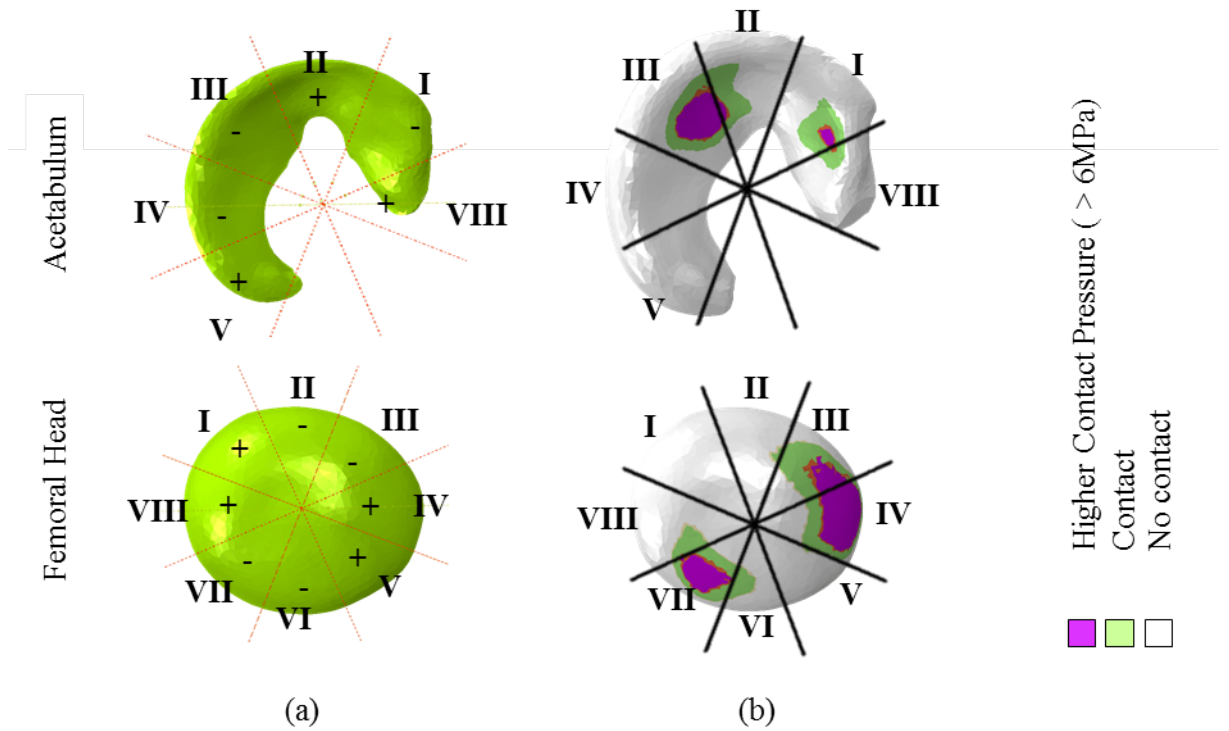 Acetabulum
I
II
III
IV
V
VIII
+
-
-
+
-
+
I
II
III
IV
V
VIII
Femoral Head
I
II
III
IV
V
VI
VII
VIII
+
-
-
+
+
+
-
-
I
II
III
IV
V
VI
VII
VIII
Higher Contact Pressure ( > 6MPa)
Contact
No contact
(a)
(b)